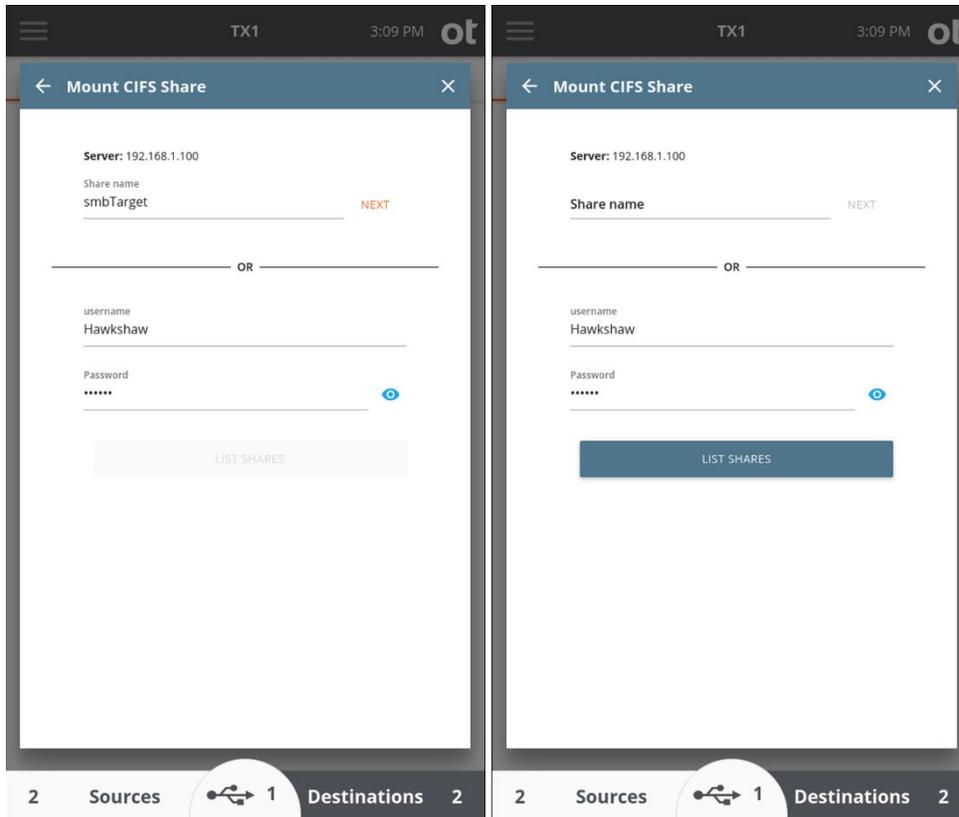 TX1 3:09 PM ot
Mount CIFS Share
Server: 192.168.1.100
Share name
smbTarget
NEXT
OR
username
Hawkshaw
Password
••••••
LIST SHARES
2 Sources 1 Destinations 2
TX1 3:09 PM ot
Mount CIFS Share
Server: 192.168.1.100
Share name
NEXT
OR
username
Hawkshaw
Password
••••••
LIST SHARES
2 Sources 1 Destinations 2